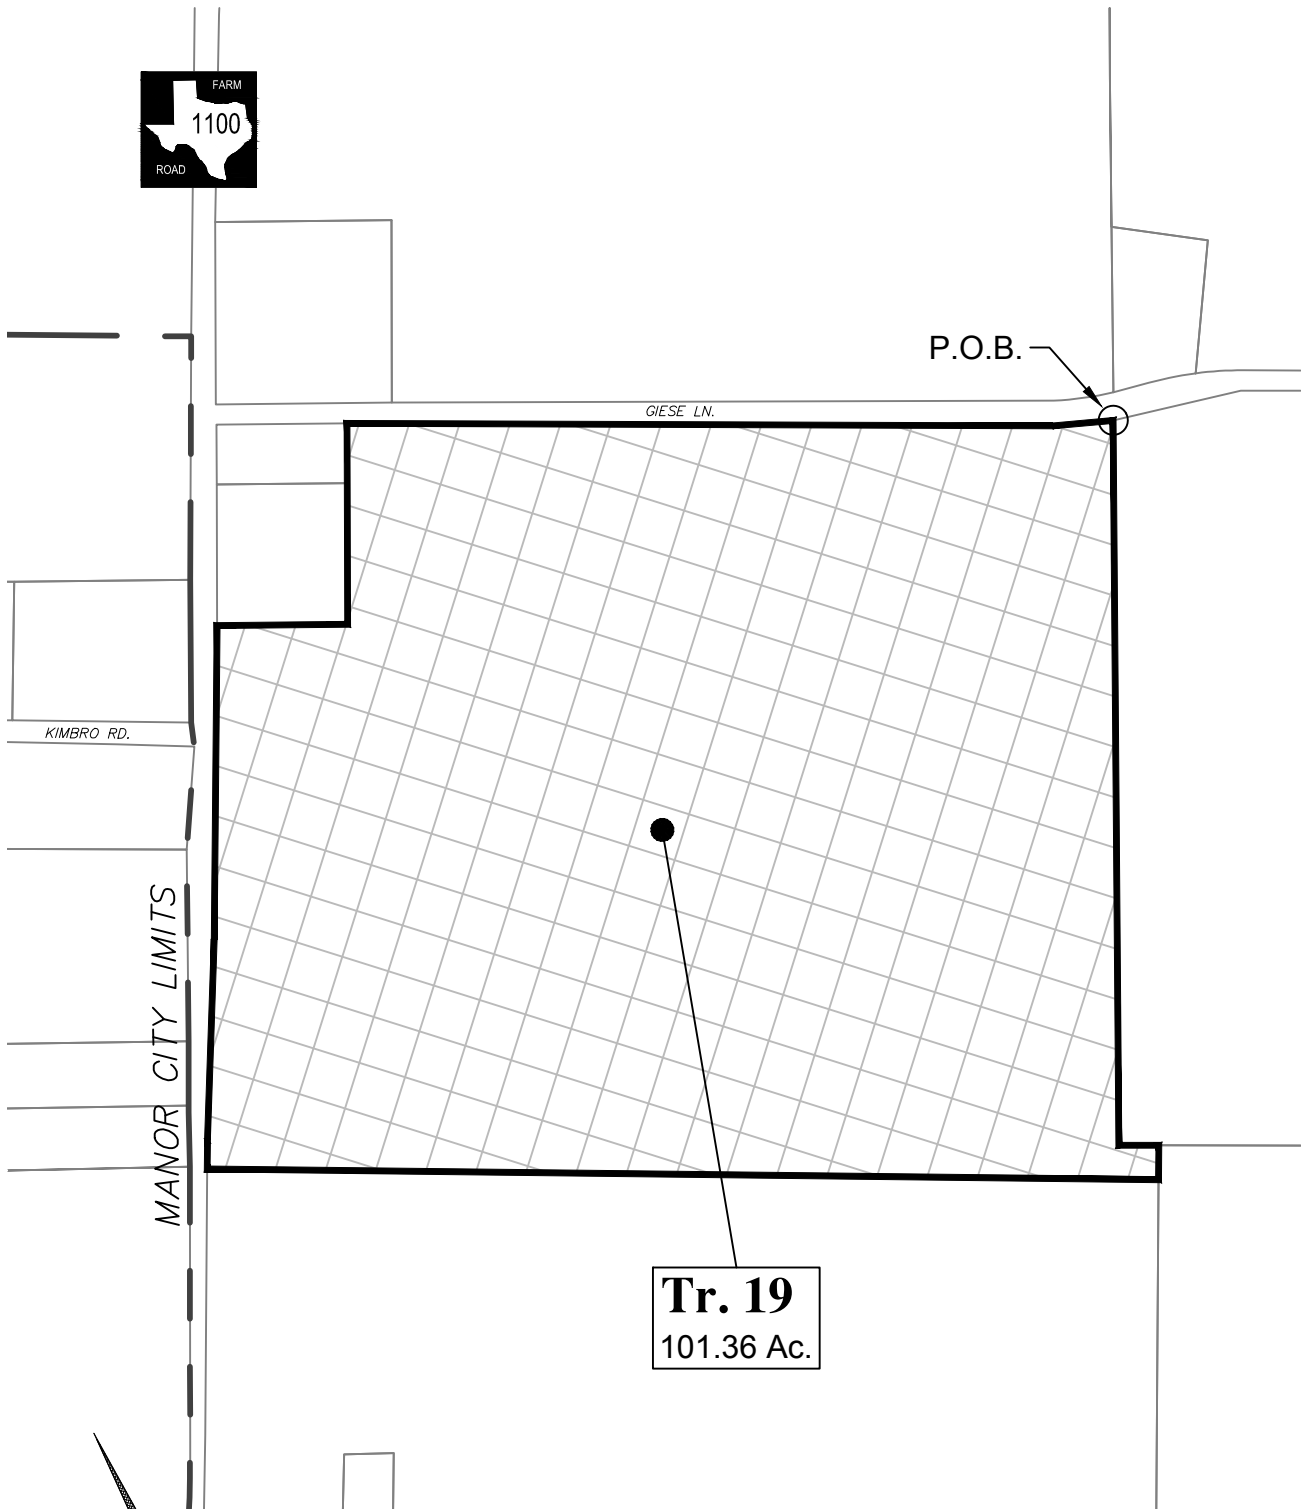 FARM
1100
ROAD
P.O.B.
GIESE LN.
KIMBRO RD.
MANOR CITY LIMITS
Tr. 19
101.36 Ac.